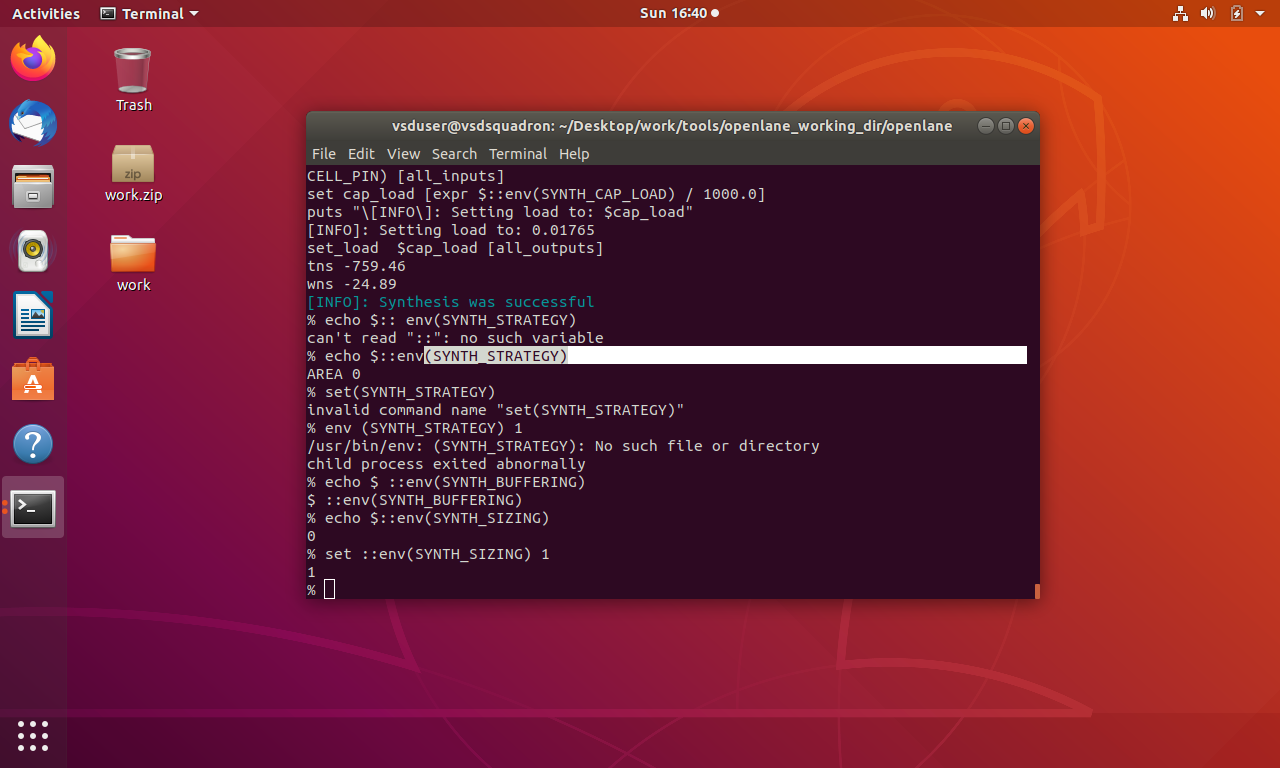 Activities
Terminal
Sun 16:40
Trash
zip
work.zip
work
vsduser@vsdsquadron: ~/Desktop/work/tools/openlane_working_dir/openlane
File Edit View Search Terminal Help
CELL_PIN) [all_inputs]
set cap_load [expr $::env(SYNTH_CAP_LOAD) / 1000.0]
puts "\[INFO\]: Setting load to: $cap_load"
[INFO]: Setting load to: 0.01765
set_load  $cap_load [all_outputs]
tns -759.46
wns -24.89
[INFO]: Synthesis was successful
% echo $:: env(SYNTH_STRATEGY)
can't read "::": no such variable
% echo $::env(SYNTH_STRATEGY)
AREA 0
% set(SYNTH_STRATEGY)
invalid command name "set(SYNTH_STRATEGY)"
% env (SYNTH_STRATEGY) 1
/usr/bin/env: (SYNTH_STRATEGY): No such file or directory
child process exited abnormally
% echo $ ::env(SYNTH_BUFFERING)
$ ::env(SYNTH_BUFFERING)
% echo $::env(SYNTH_SIZING)
0
% set ::env(SYNTH_SIZING) 1
1
%